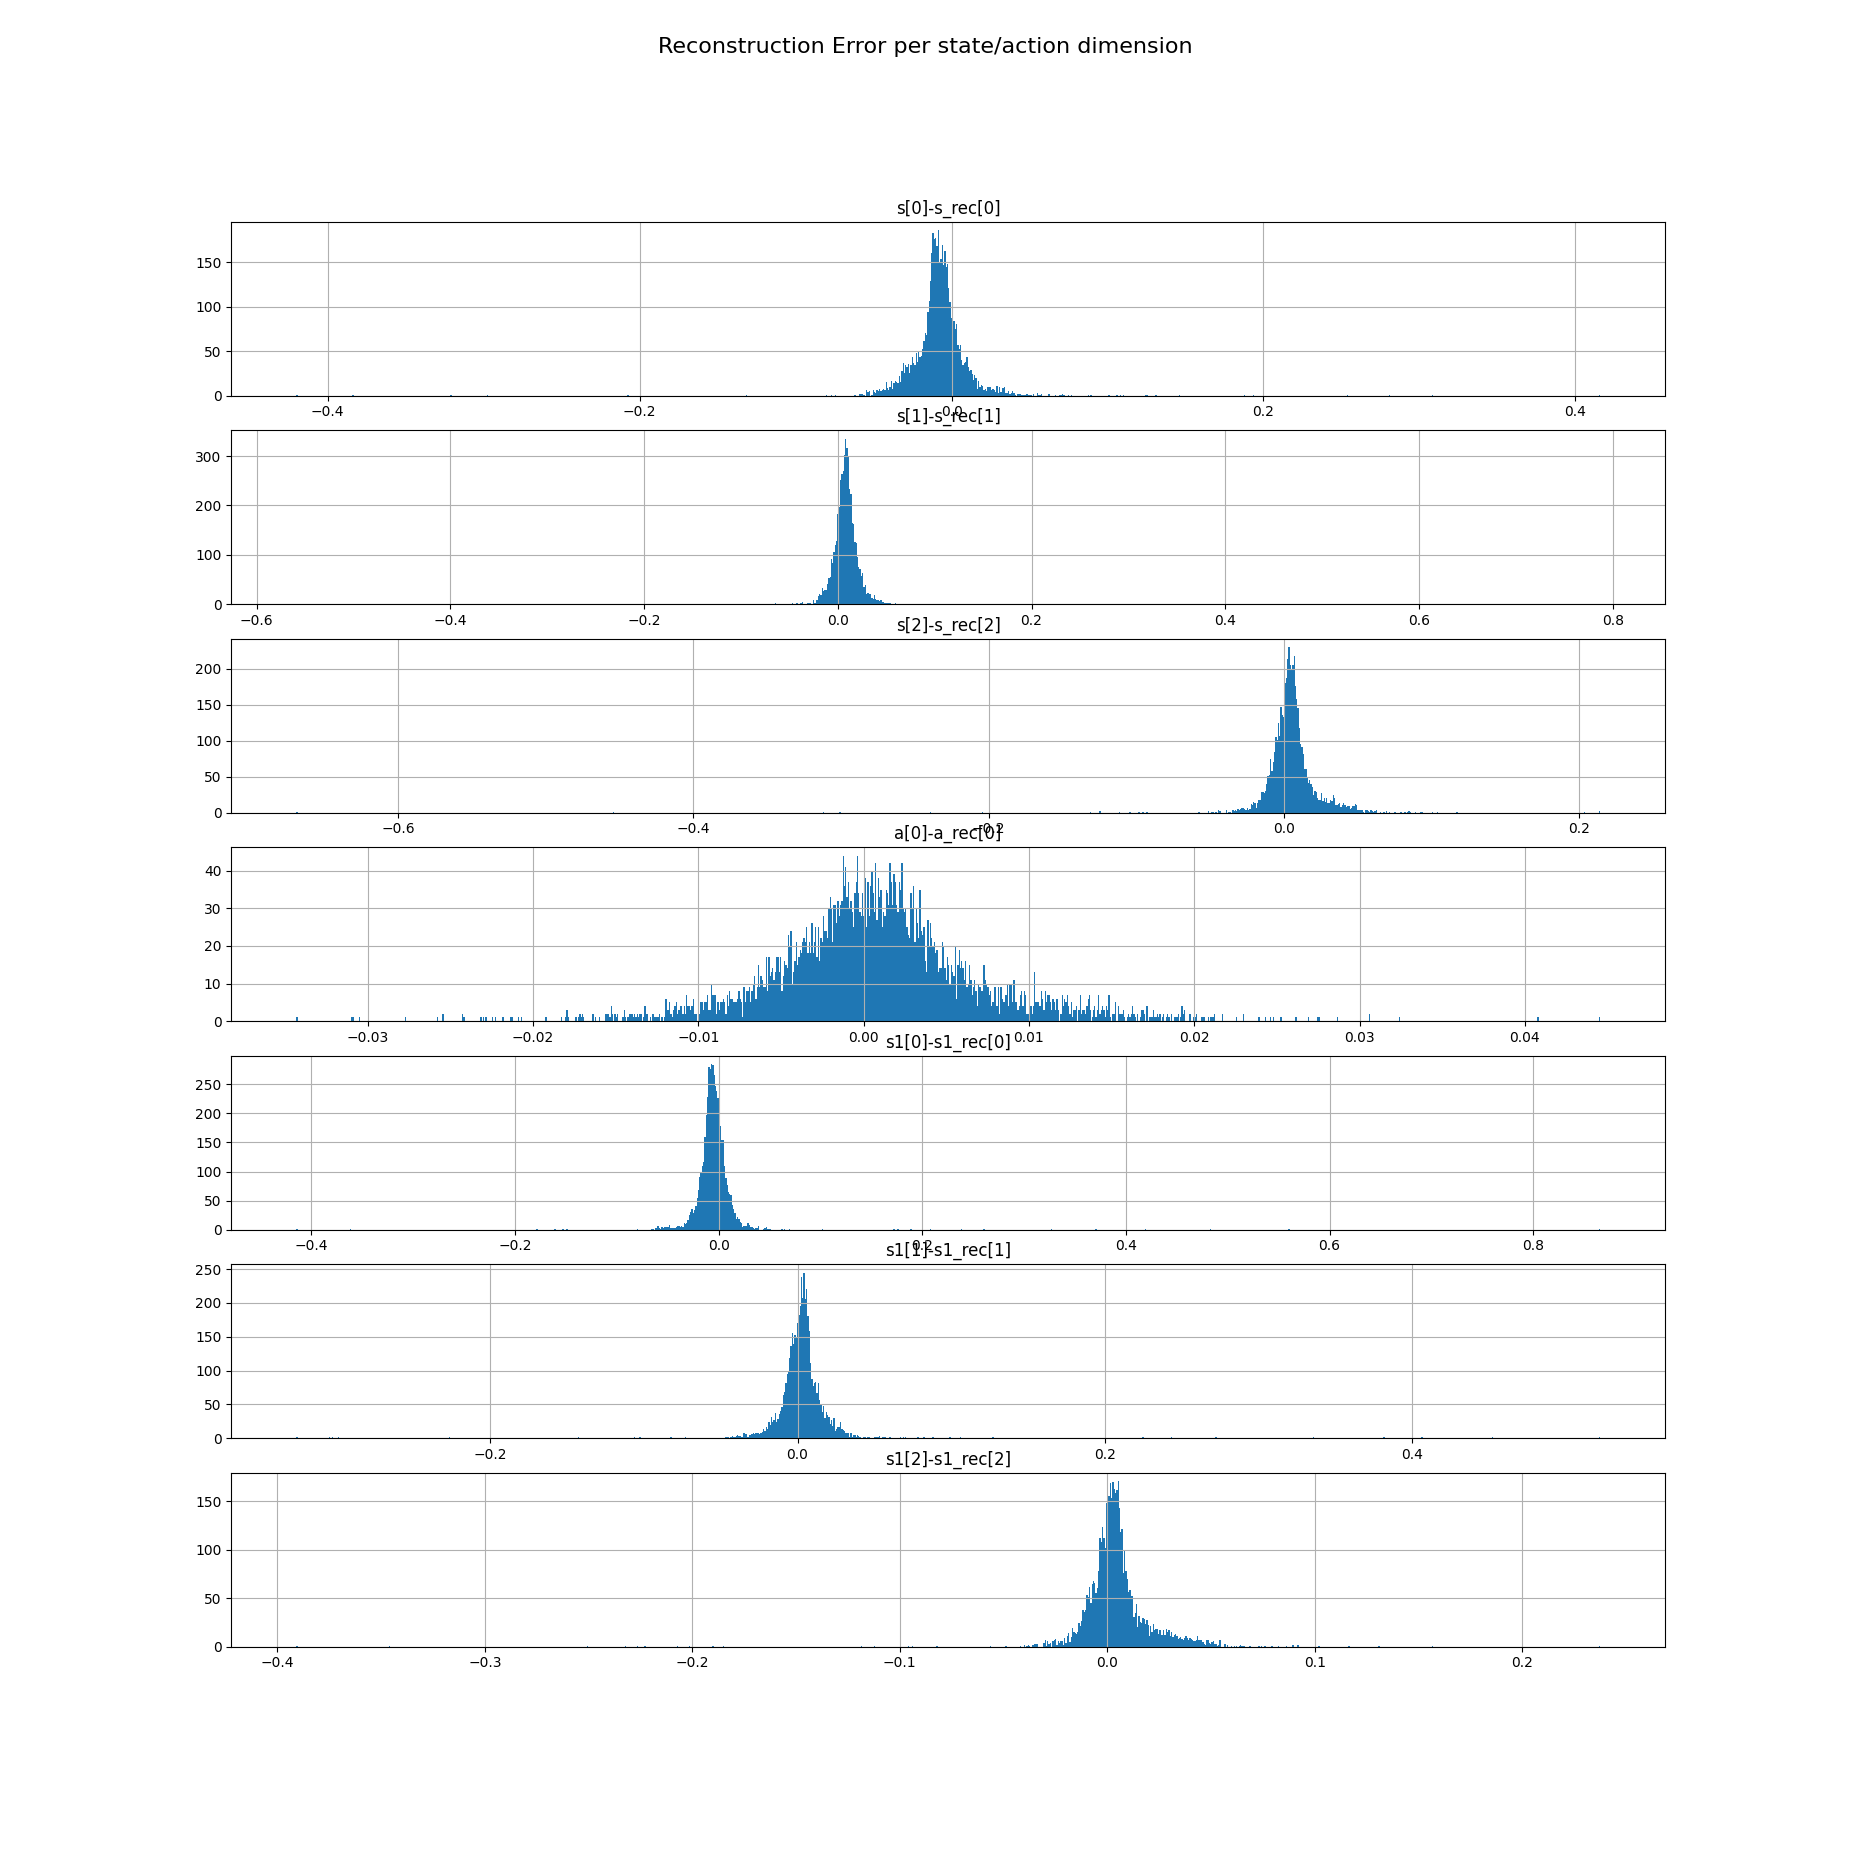 Reconstruction Error per state/action dimension
s[0]-s_rec[0]
150
100
50
0
−0.4 −0.2 0.0 0.2 0.4
s[1]-s_rec[1]
300
200
100
0
−0.6 −0.4 −0.2 0.0 0.2 0.4 0.6 0.8
s[2]-s_rec[2]
200
150
100
50
0
−0.6 −0.4 −0.2 0.0 0.2
a[0]-a_rec[0]
40
30
20
10
0
−0.03 −0.02 −0.01 0.00 0.01 0.02 0.03 0.04
s1[0]-s1_rec[0]
250
200
150
100
50
0
−0.4 −0.2 0.0 0.2 0.4 0.6 0.8
s1[1]-s1_rec[1]
250
200
150
100
50
0
−0.2 0.0 0.2 0.4
s1[2]-s1_rec[2]
150
100
50
0
−0.4 −0.3 −0.2 −0.1 0.0 0.1 0.2